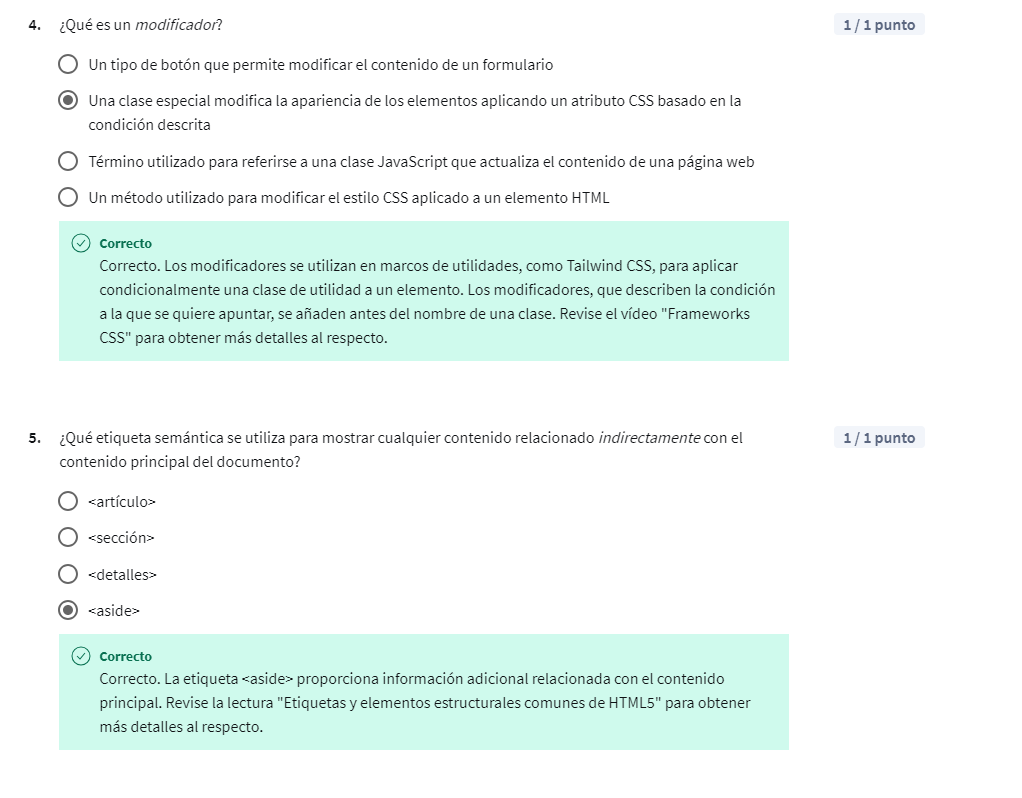 4. ¿Qué es un modificador? 1 / 1 punto
Un tipo de botón que permite modificar el contenido de un formulario
Una clase especial modifica la apariencia de los elementos aplicando un atributo CSS basado en la
condición descrita
Término utilizado para referirse a una clase JavaScript que actualiza el contenido de una página web
Un método utilizado para modificar el estilo CSS aplicado a un elemento HTML
Correcto
Correcto. Los modificadores se utilizan en marcos de utilidades, como Tailwind CSS, para aplicar
condicionalmente una clase de utilidad a un elemento. Los modificadores, que describen la condición
a la que se quiere apuntar, se añaden antes del nombre de una clase. Revise el vídeo "Frameworks
CSS" para obtener más detalles al respecto.
5. ¿Qué etiqueta semántica se utiliza para mostrar cualquier contenido relacionado indirectamente con el 1 / 1 punto
contenido principal del documento?
<artículo>
<sección>
<detalles>
<aside>
Correcto
Correcto. La etiqueta <aside> proporciona información adicional relacionada con el contenido
principal. Revise la lectura "Etiquetas y elementos estructurales comunes de HTML5" para obtener
más detalles al respecto.